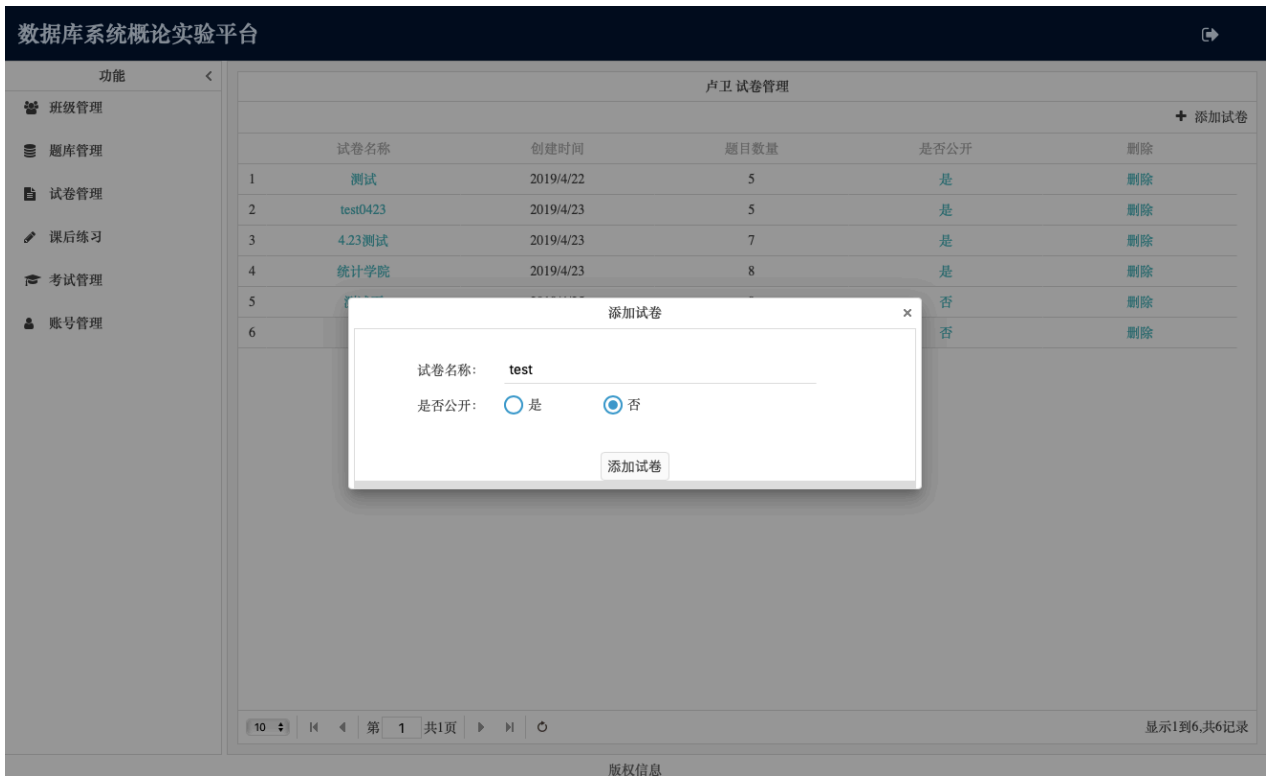 数据库系统概论实验平台
功能
班级管理
题库管理
试卷管理
课后练习
考试管理
账号管理
卢卫 试卷管理
添加试卷
试卷名称 创建时间 题目数量 是否公开 删除
1 测试 2019/4/22 5 是 删除
2 test0423 2019/4/23 5 是 删除
3 4.23测试 2019/4/23 7 是 删除
4 统计学院 2019/4/23 8 是 删除
5 否 删除
6 否 删除
添加试卷 ×
试卷名称: test
是否公开: 是 否
添加试卷
10 第 1 共1页
显示1到6,共6记录
版权信息